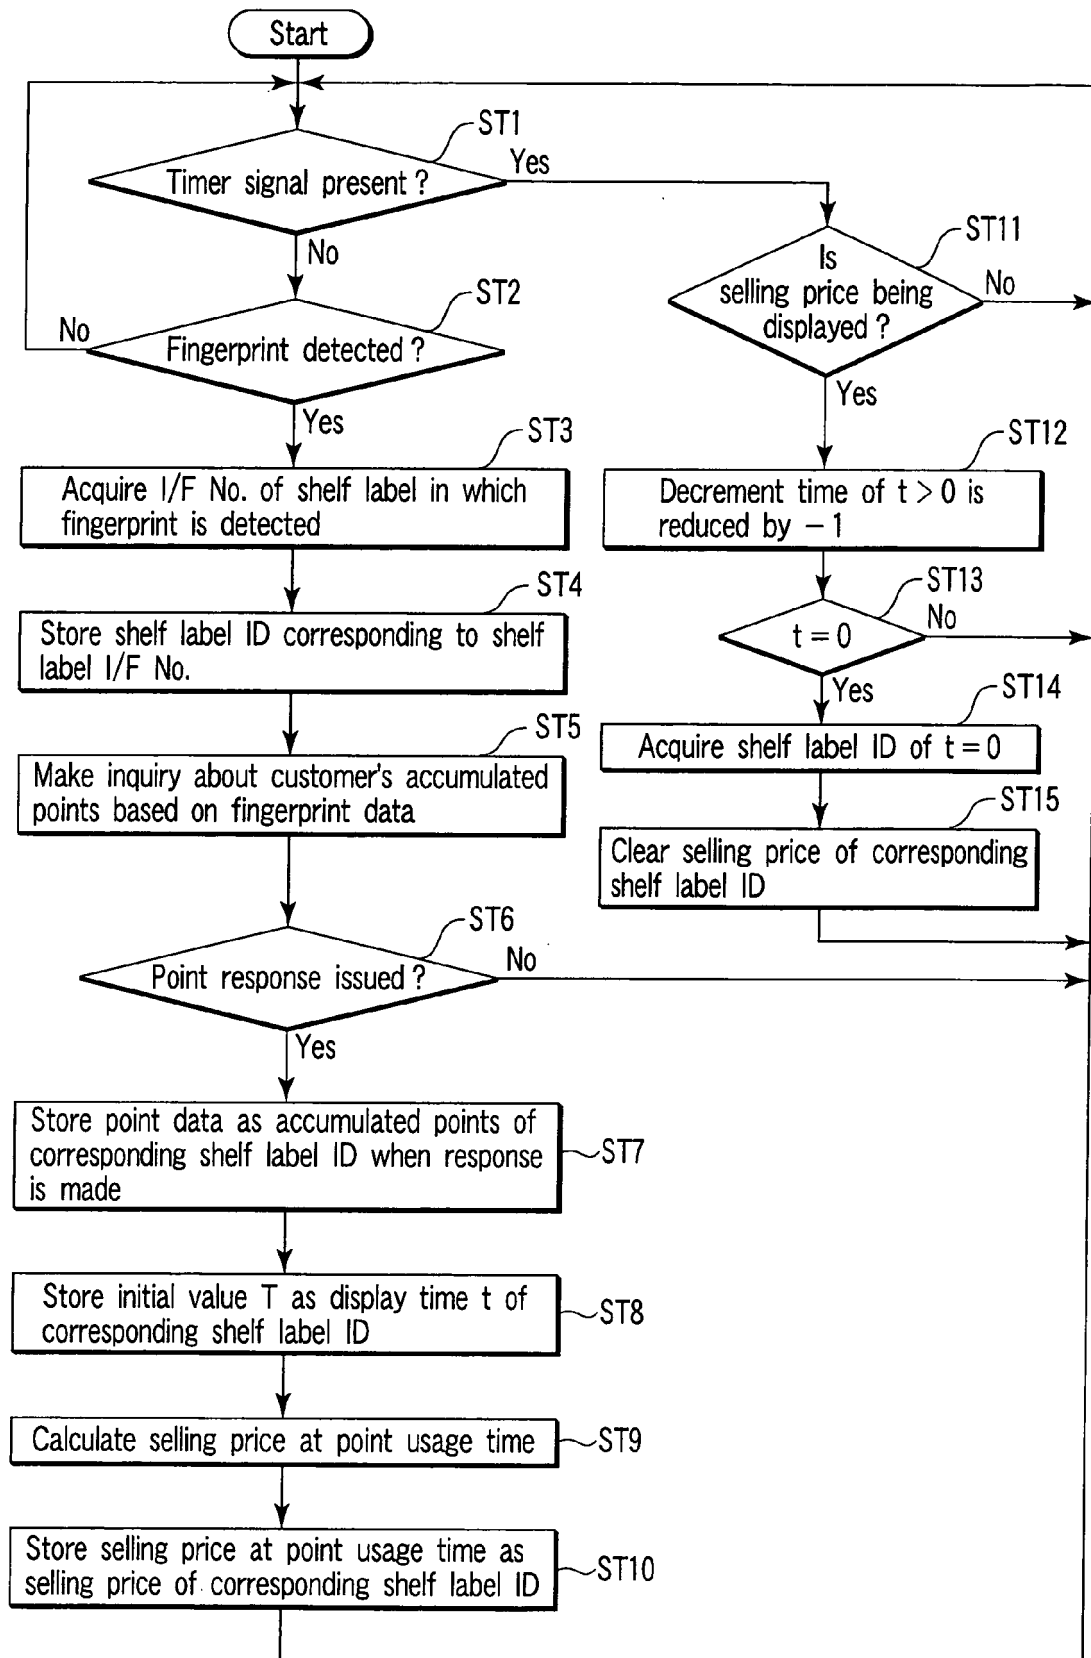 Start
ST1
Timer signal present ?
Yes
No
ST2
Fingerprint detected ?
No
Yes
ST3
Acquire I/F No. of shelf label in which
fingerprint is detected
ST4
Store shelf label ID corresponding to shelf
label I/F No.
ST5
Make inquiry about customer's accumulated
points based on fingerprint data
ST6
Point response issued ?
No
Yes
Store point data as accumulated points of
corresponding shelf label ID when response
is made
ST7
Store initial value T as display time t of
corresponding shelf label ID
ST8
Calculate selling price at point usage time
ST9
Store selling price at point usage time as
selling price of corresponding shelf label ID
ST10
ST11
Is
selling price being
displayed ?
No
Yes
ST12
Decrement time of t > 0 is
reduced by − 1
ST13
t = 0
No
Yes
ST14
Acquire shelf label ID of t = 0
ST15
Clear selling price of corresponding
shelf label ID